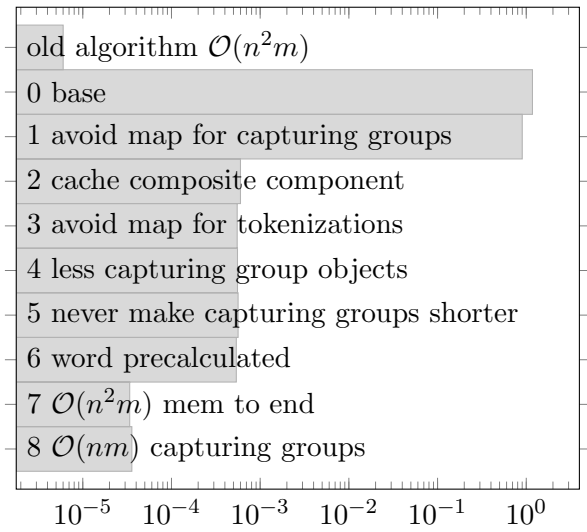 old algorithm 𝒪(n²m)
0 base
1 avoid map for capturing groups
2 cache composite component
3 avoid map for tokenizations
4 less capturing group objects
5 never make capturing groups shorter
6 word precalculated
7 𝒪(n²m) mem to end
8 𝒪(nm) capturing groups
10⁻⁵ 10⁻⁴ 10⁻³ 10⁻² 10⁻¹ 10⁰